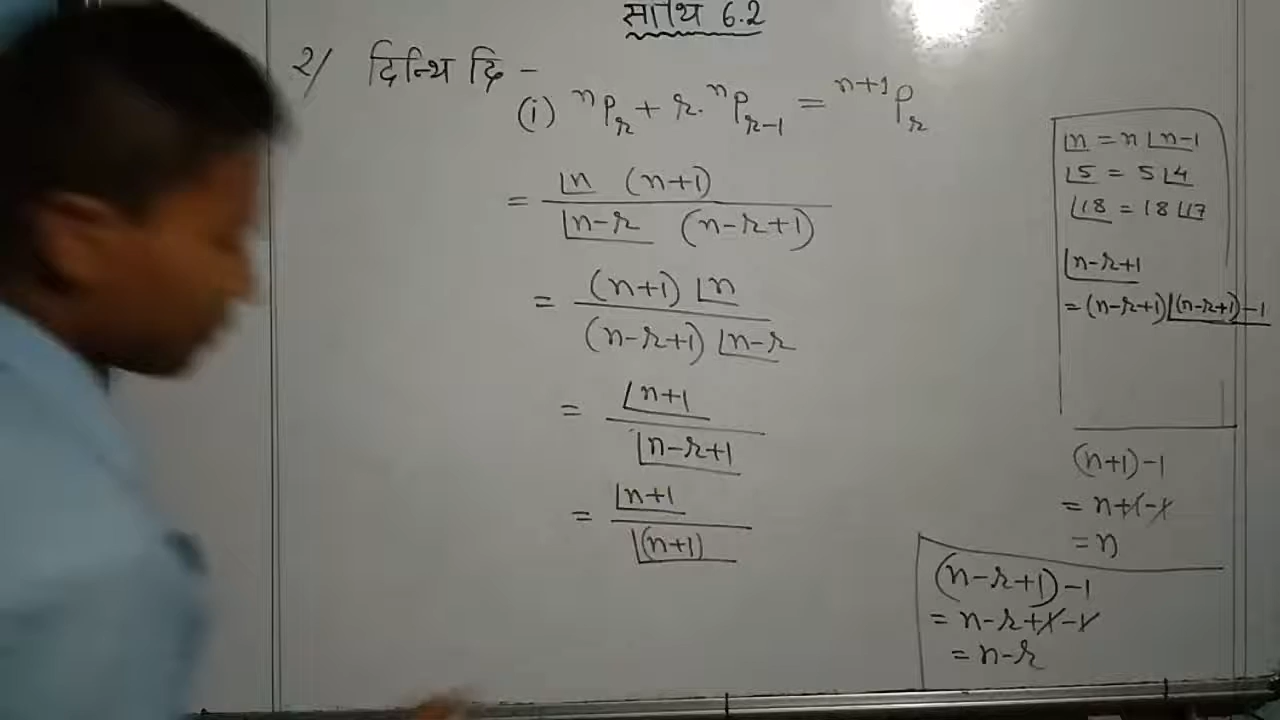 साथि 6.2
२/ दिन्थि दि –
(i) ⁿPᵣ + r. ⁿPᵣ₋₁ = ⁿ⁺¹Pᵣ
= ∟n (n+1) / ∟n-r (n-r+1)
= (n+1) ∟n / (n-r+1) ∟n-r
= ∟n+1 / ∟n-r+1
= ∟n+1 / ∟(n+1)
∟n = n ∟n-1
∟5 = 5 ∟4
∟18 = 18 ∟17
∟n-r+1
= (n-r+1) ∟(n-r+1)-1
(n+1)-1
= n+1-1
= n
(n-r+1)-1
= n-r+1-1
= n-r